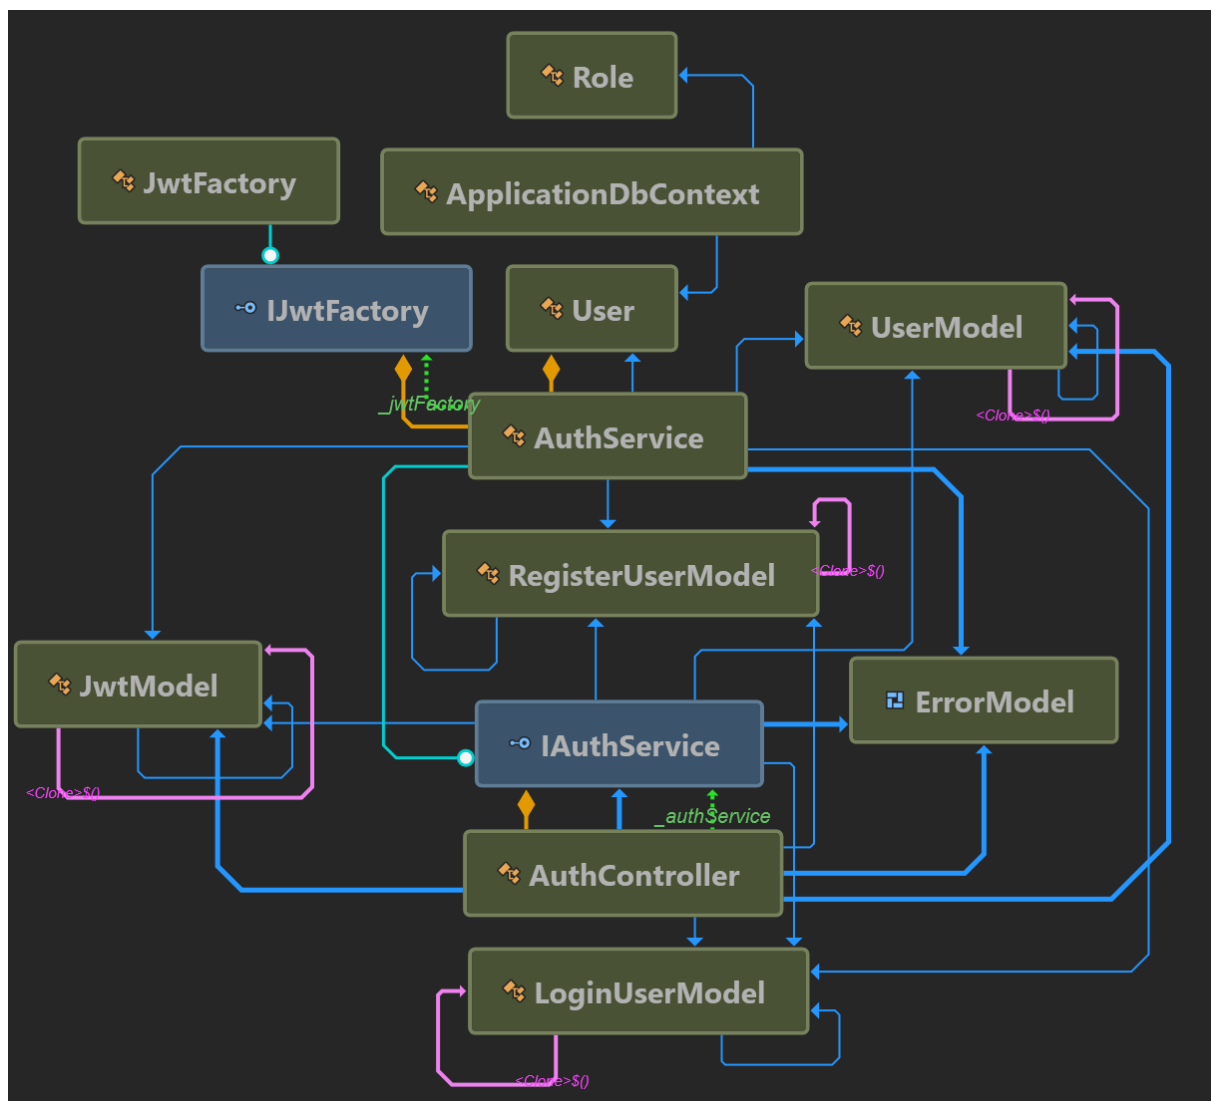 Role
JwtFactory
ApplicationDbContext
IJwtFactory
User
UserModel
_jwtFactory
<Clone>$()
AuthService
RegisterUserModel
<Clone>$()
JwtModel
ErrorModel
IAuthService
<Clone>$()
_authService
AuthController
LoginUserModel
<Clone>$()